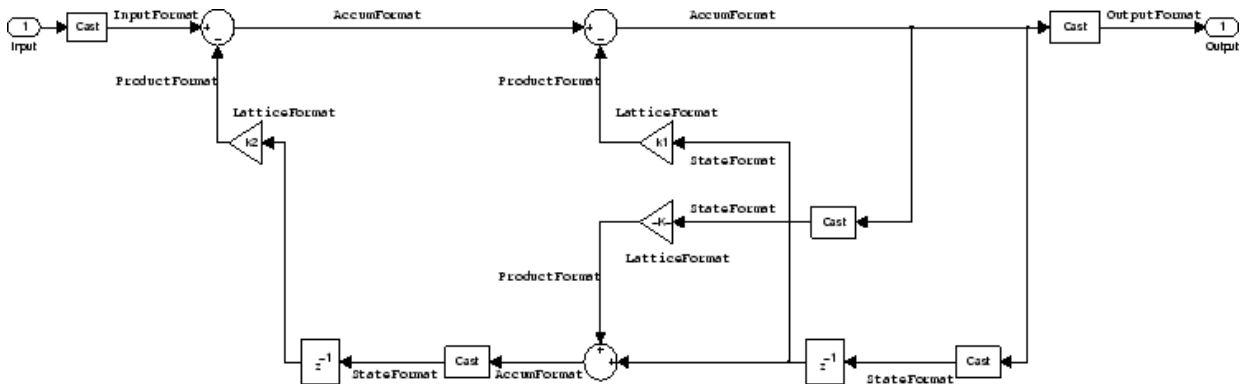 InputFormat
AccumFormat
AccumFormat
OutputFormat
1
Cast
+
−
+
−
Cast
1
Input
Output
ProductFormat
ProductFormat
LatticeFormat
LatticeFormat
k2
k1
StateFormat
StateFormat
-K-
Cast
LatticeFormat
ProductFormat
+
+
z-1
Cast
z-1
Cast
StateFormat
AccumFormat
StateFormat